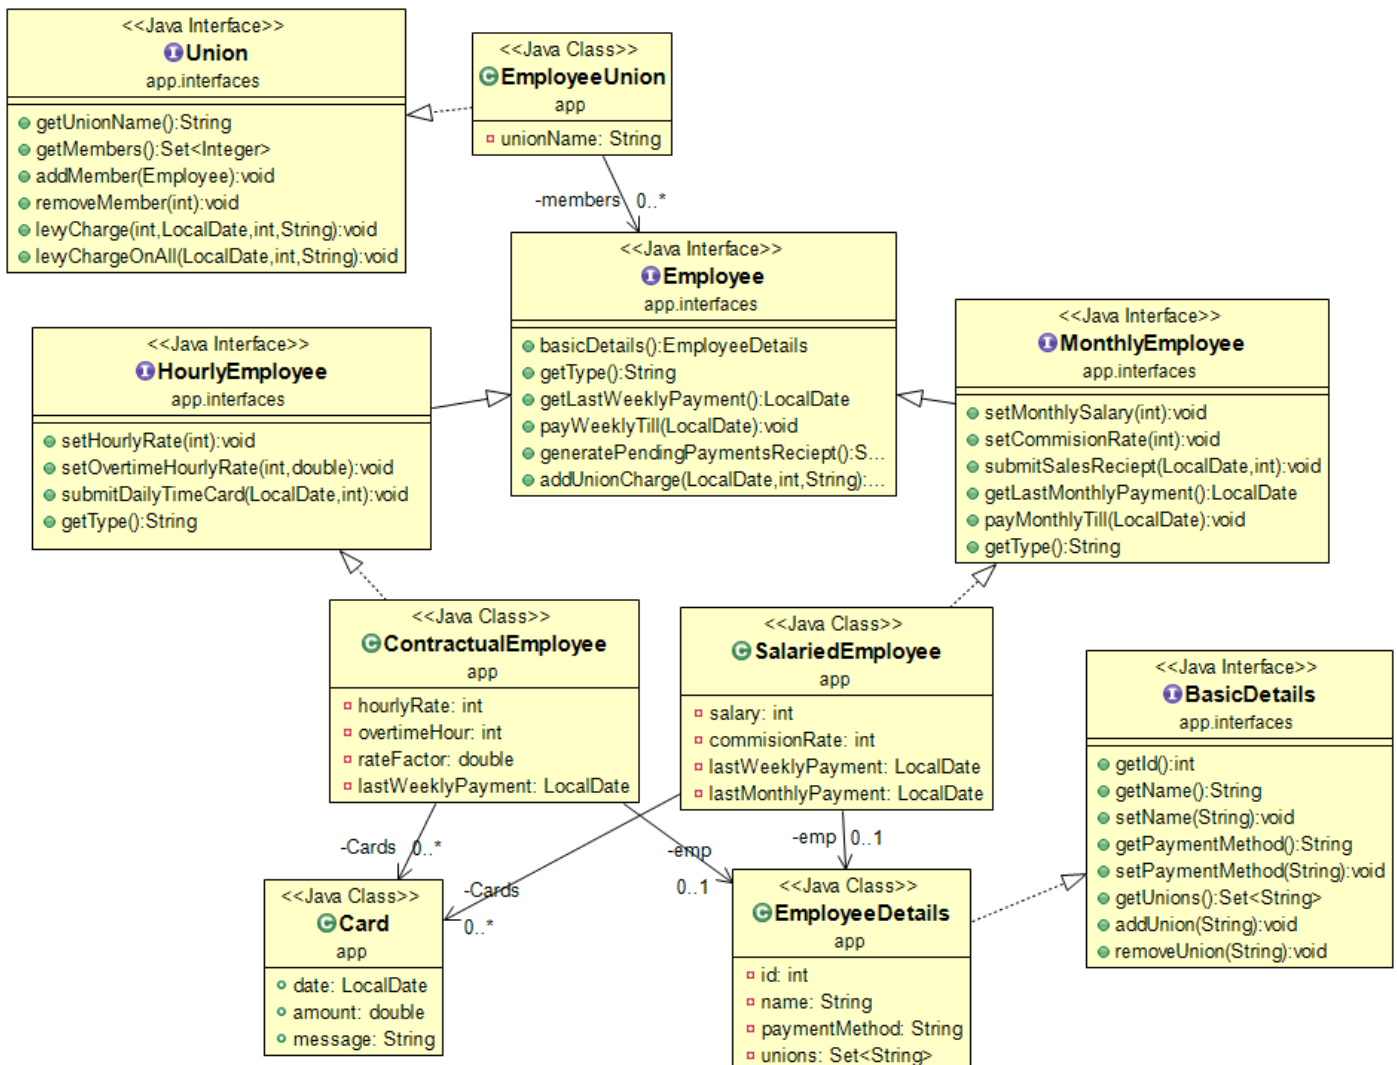 <<Java Interface>>
Union
app.interfaces
getUnionName():String
getMembers():Set<Integer>
addMember(Employee):void
removeMember(int):void
levyCharge(int,LocalDate,int,String):void
levyChargeOnAll(LocalDate,int,String):void
<<Java Class>>
EmployeeUnion
app
unionName: String
-members 0..*
<<Java Interface>>
Employee
app.interfaces
basicDetails():EmployeeDetails
getType():String
getLastWeeklyPayment():LocalDate
payWeeklyTill(LocalDate):void
generatePendingPaymentsReciept():S...
addUnionCharge(LocalDate,int,String):...
<<Java Interface>>
HourlyEmployee
app.interfaces
setHourlyRate(int):void
setOvertimeHourlyRate(int,double):void
submitDailyTimeCard(LocalDate,int):void
getType():String
<<Java Interface>>
MonthlyEmployee
app.interfaces
setMonthlySalary(int):void
setCommisionRate(int):void
submitSalesReciept(LocalDate,int):void
getLastMonthlyPayment():LocalDate
payMonthlyTill(LocalDate):void
getType():String
<<Java Class>>
ContractualEmployee
app
hourlyRate: int
overtimeHour: int
rateFactor: double
lastWeeklyPayment: LocalDate
<<Java Class>>
SalariedEmployee
app
salary: int
commisionRate: int
lastWeeklyPayment: LocalDate
lastMonthlyPayment: LocalDate
<<Java Interface>>
BasicDetails
app.interfaces
getId():int
getName():String
setName(String):void
getPaymentMethod():String
setPaymentMethod(String):void
getUnions():Set<String>
addUnion(String):void
removeUnion(String):void
-Cards 0..*
-Cards
0..*
-emp
0..1
-emp 0..1
<<Java Class>>
Card
app
date: LocalDate
amount: double
message: String
<<Java Class>>
EmployeeDetails
app
id: int
name: String
paymentMethod: String
unions: Set<String>